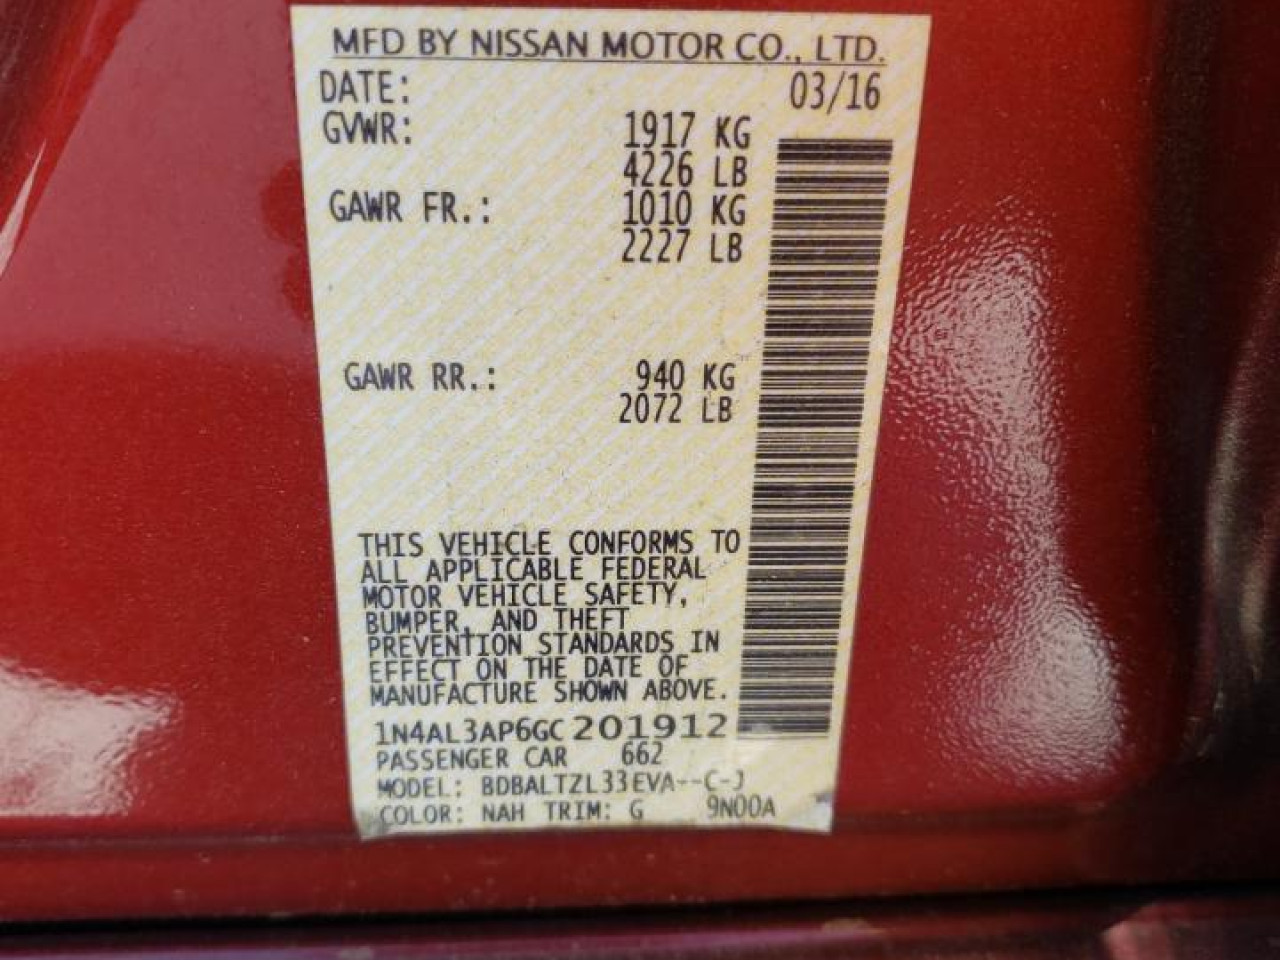 MFD BY NISSAN MOTOR CO., LTD.
DATE: 03/16
GVWR: 1917 KG
4226 LB
GAWR FR.: 1010 KG
2227 LB
GAWR RR.: 940 KG
2072 LB
THIS VEHICLE CONFORMS TO
ALL APPLICABLE FEDERAL
MOTOR VEHICLE SAFETY,
BUMPER, AND THEFT
PREVENTION STANDARDS IN
EFFECT ON THE DATE OF
MANUFACTURE SHOWN ABOVE.
1N4AL3AP6GC201912
PASSENGER CAR 662
MODEL: BDBALTZL33EVA--C-J
COLOR: NAH TRIM: G 9N00A